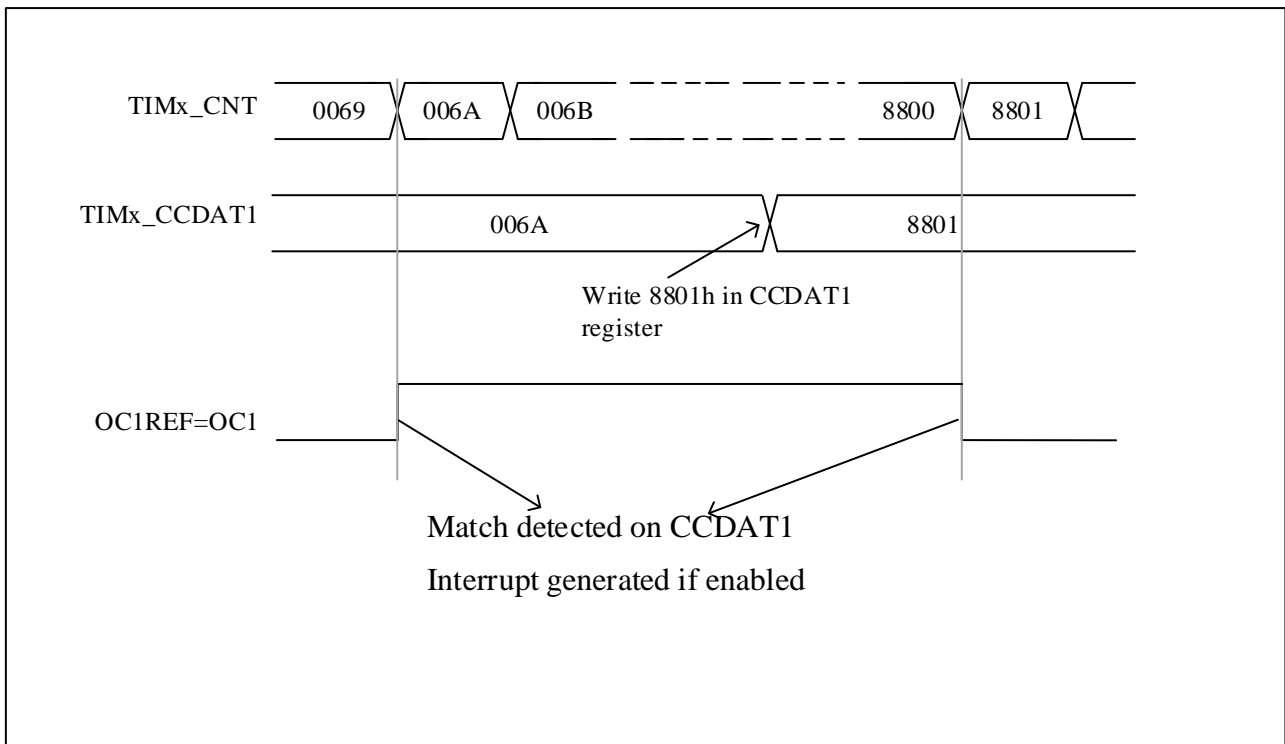 TIMx_CNT 0069 006A 006B 8800 8801
TIMx_CCDAT1 006A 8801
Write 8801h in CCDAT1
register
OC1REF=OC1
Match detected on CCDAT1
Interrupt generated if enabled